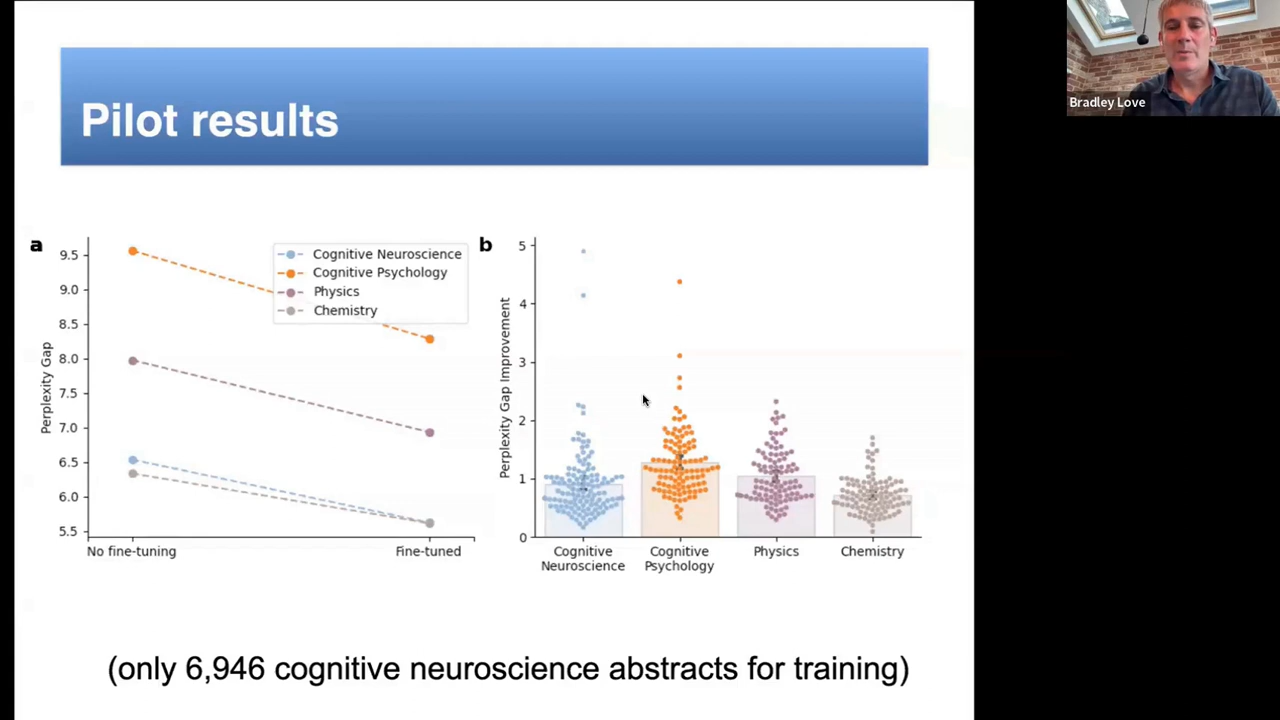 Pilot results
Bradley Love
a
Perplexity Gap
9.5
9.0
8.5
8.0
7.5
7.0
6.5
6.0
5.5
No fine-tuning
Fine-tuned
Cognitive Neuroscience
Cognitive Psychology
Physics
Chemistry
b
Perplexity Gap Improvement
5
4
3
2
1
0
Cognitive
Neuroscience
Cognitive
Psychology
Physics
Chemistry
(only 6,946 cognitive neuroscience abstracts for training)